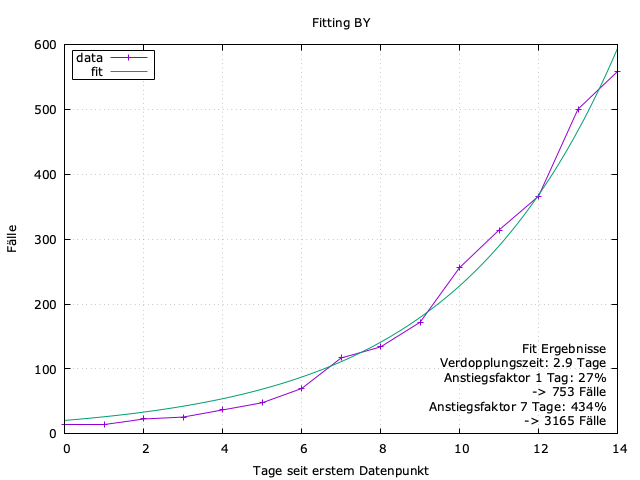 Fitting BY
600
500
400
300
200
100
0
Fälle
data
fit
Fit Ergebnisse
Verdopplungszeit: 2.9 Tage
Anstiegsfaktor 1 Tag: 27%
-> 753 Fälle
Anstiegsfaktor 7 Tage: 434%
-> 3165 Fälle
0 2 4 6 8 10 12 14
Tage seit erstem Datenpunkt